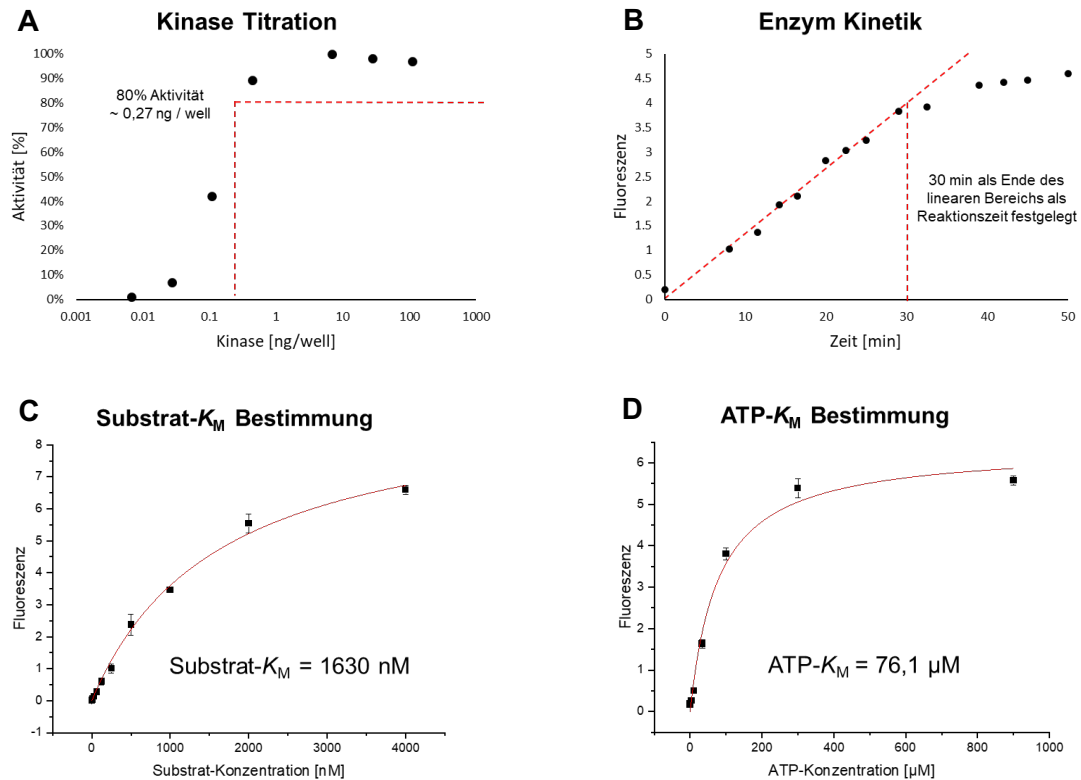 A
Kinase Titration
100%
90%
80%
70%
60%
50%
40%
30%
20%
10%
0%
Aktivität [%]
80% Aktivität
~ 0,27 ng / well
0.001
0.01
0.1
1
10
100
1000
Kinase [ng/well]
B
Enzym Kinetik
5
4.5
4
3.5
3
2.5
2
1.5
1
0.5
0
Fluoreszenz
30 min als Ende des
linearen Bereichs als
Reaktionszeit festgelegt
0
10
20
30
40
50
Zeit [min]
C
Substrat-KM Bestimmung
8
7
6
5
4
3
2
1
0
-1
Fluoreszenz
Substrat-KM = 1630 nM
0
1000
2000
3000
4000
Substrat-Konzentration [nM]
D
ATP-KM Bestimmung
6
5
4
3
2
1
0
Fluoreszenz
ATP-KM = 76,1 µM
0
200
400
600
800
1000
ATP-Konzentration [µM]